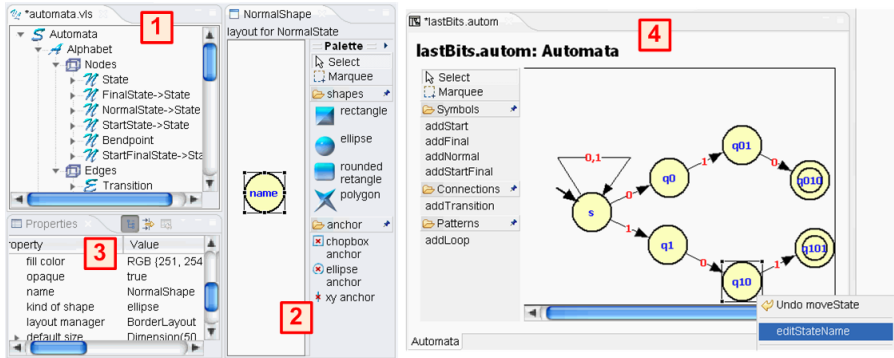 *automata.vls
1
Automata
Alphabet
Nodes
State
FinalState->State
NormalState->State
StartState->State
Bendpoint
StartFinalState->Sta
Edges
Transition
Properties
3
roperty
Value
fill color
RGB {251, 254
opaque
true
name
NormalShape
kind of shape
ellipse
layout manager
BorderLayout
default size
Dimension(50
NormalShape
layout for NormalState
name
Palette
Select
Marquee
shapes
rectangle
ellipse
rounded
retangle
polygon
anchor
chopbox
anchor
ellipse
anchor
xy anchor
2
*lastBits.autom
4
lastBits.autom: Automata
Select
Marquee
Symbols
addStart
addFinal
addNormal
addStartFinal
Connections
addTransition
Patterns
addLoop
0,1
s
0
q0
1
q01
0
q010
1
q1
0
q10
1
q101
Automata
Undo moveState
editStateName